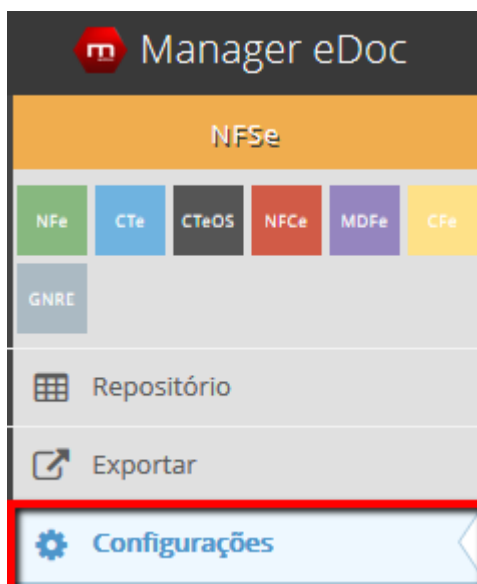 m Manager eDoc
NFSe
NFe CTe CTeOS NFCe MDFe CFe
GNRE
Repositório
Exportar
Configurações